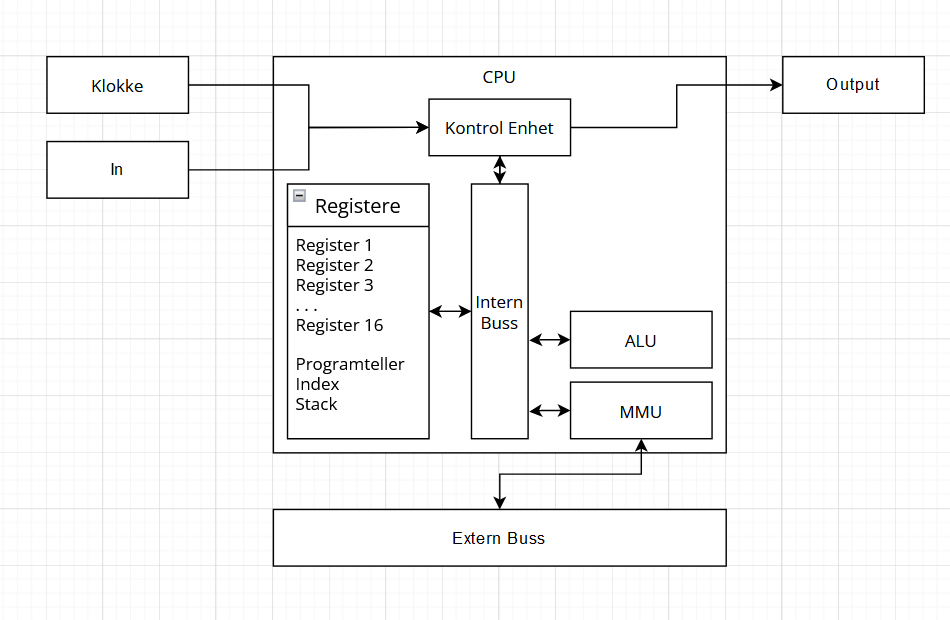 Klokke
In
CPU
Kontrol Enhet
Output
Registere
Register 1
Register 2
Register 3
. . .
Register 16
Programteller
Index
Stack
Intern
Buss
ALU
MMU
Extern Buss